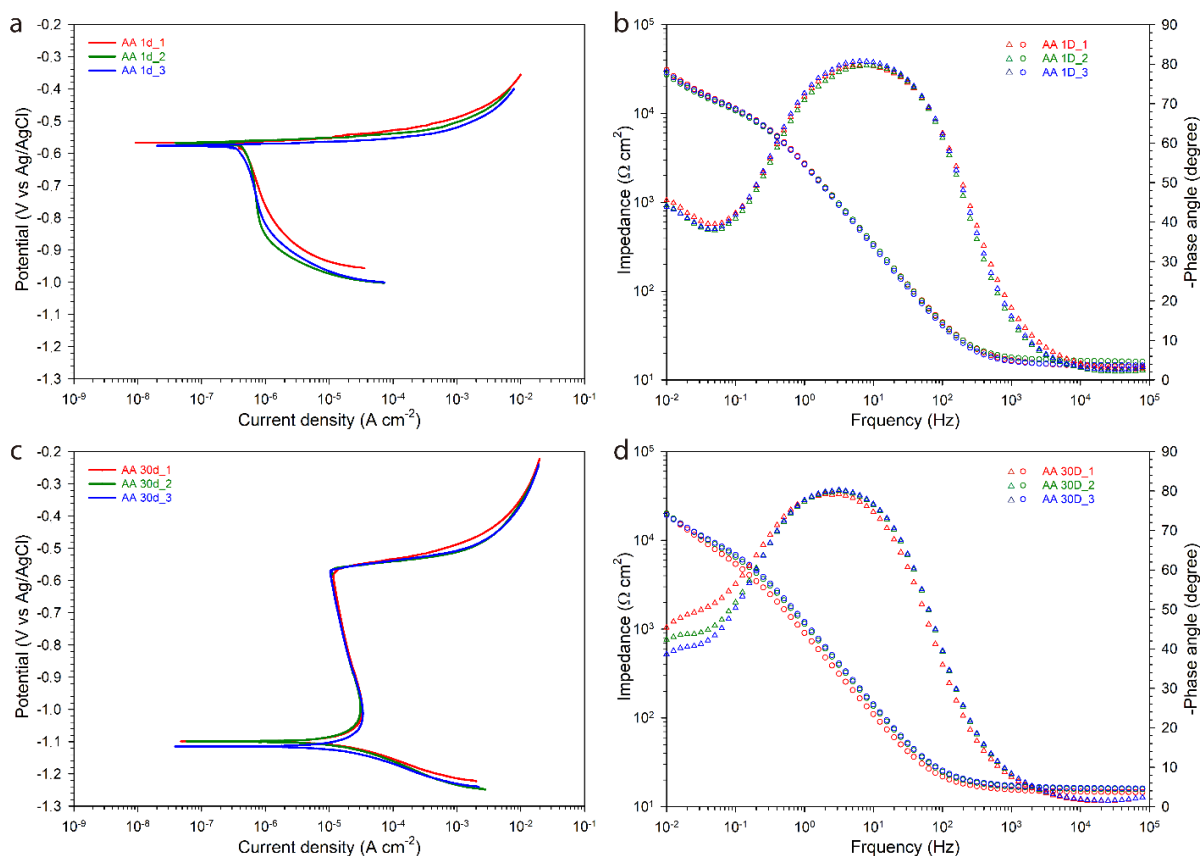 a
-0.2
-0.3
-0.4
-0.5
-0.6
-0.7
-0.8
-0.9
-1.0
-1.1
-1.2
-1.3
Potential (V vs Ag/AgCl)
AA 1d_1
AA 1d_2
AA 1d_3
10⁻⁹ 10⁻⁸ 10⁻⁷ 10⁻⁶ 10⁻⁵ 10⁻⁴ 10⁻³ 10⁻² 10⁻¹
Current density (A cm⁻²)
b
10⁵
10⁴
10³
10²
10¹
Impedance (Ω cm²)
AA 1D_1
AA 1D_2
AA 1D_3
90
80
70
60
50
40
30
20
10
0
-Phase angle (degree)
10⁻² 10⁻¹ 10⁰ 10¹ 10² 10³ 10⁴ 10⁵
Frquency (Hz)
c
-0.2
-0.3
-0.4
-0.5
-0.6
-0.7
-0.8
-0.9
-1.0
-1.1
-1.2
-1.3
Potential (V vs Ag/AgCl)
AA 30d_1
AA 30d_2
AA 30d_3
10⁻⁹ 10⁻⁸ 10⁻⁷ 10⁻⁶ 10⁻⁵ 10⁻⁴ 10⁻³ 10⁻² 10⁻¹
Current density (A cm⁻²)
d
10⁵
10⁴
10³
10²
10¹
Impedance (Ω cm²)
AA 30D_1
AA 30D_2
AA 30D_3
90
80
70
60
50
40
30
20
10
0
-Phase angle (degree)
10⁻² 10⁻¹ 10⁰ 10¹ 10² 10³ 10⁴ 10⁵
Frquency (Hz)